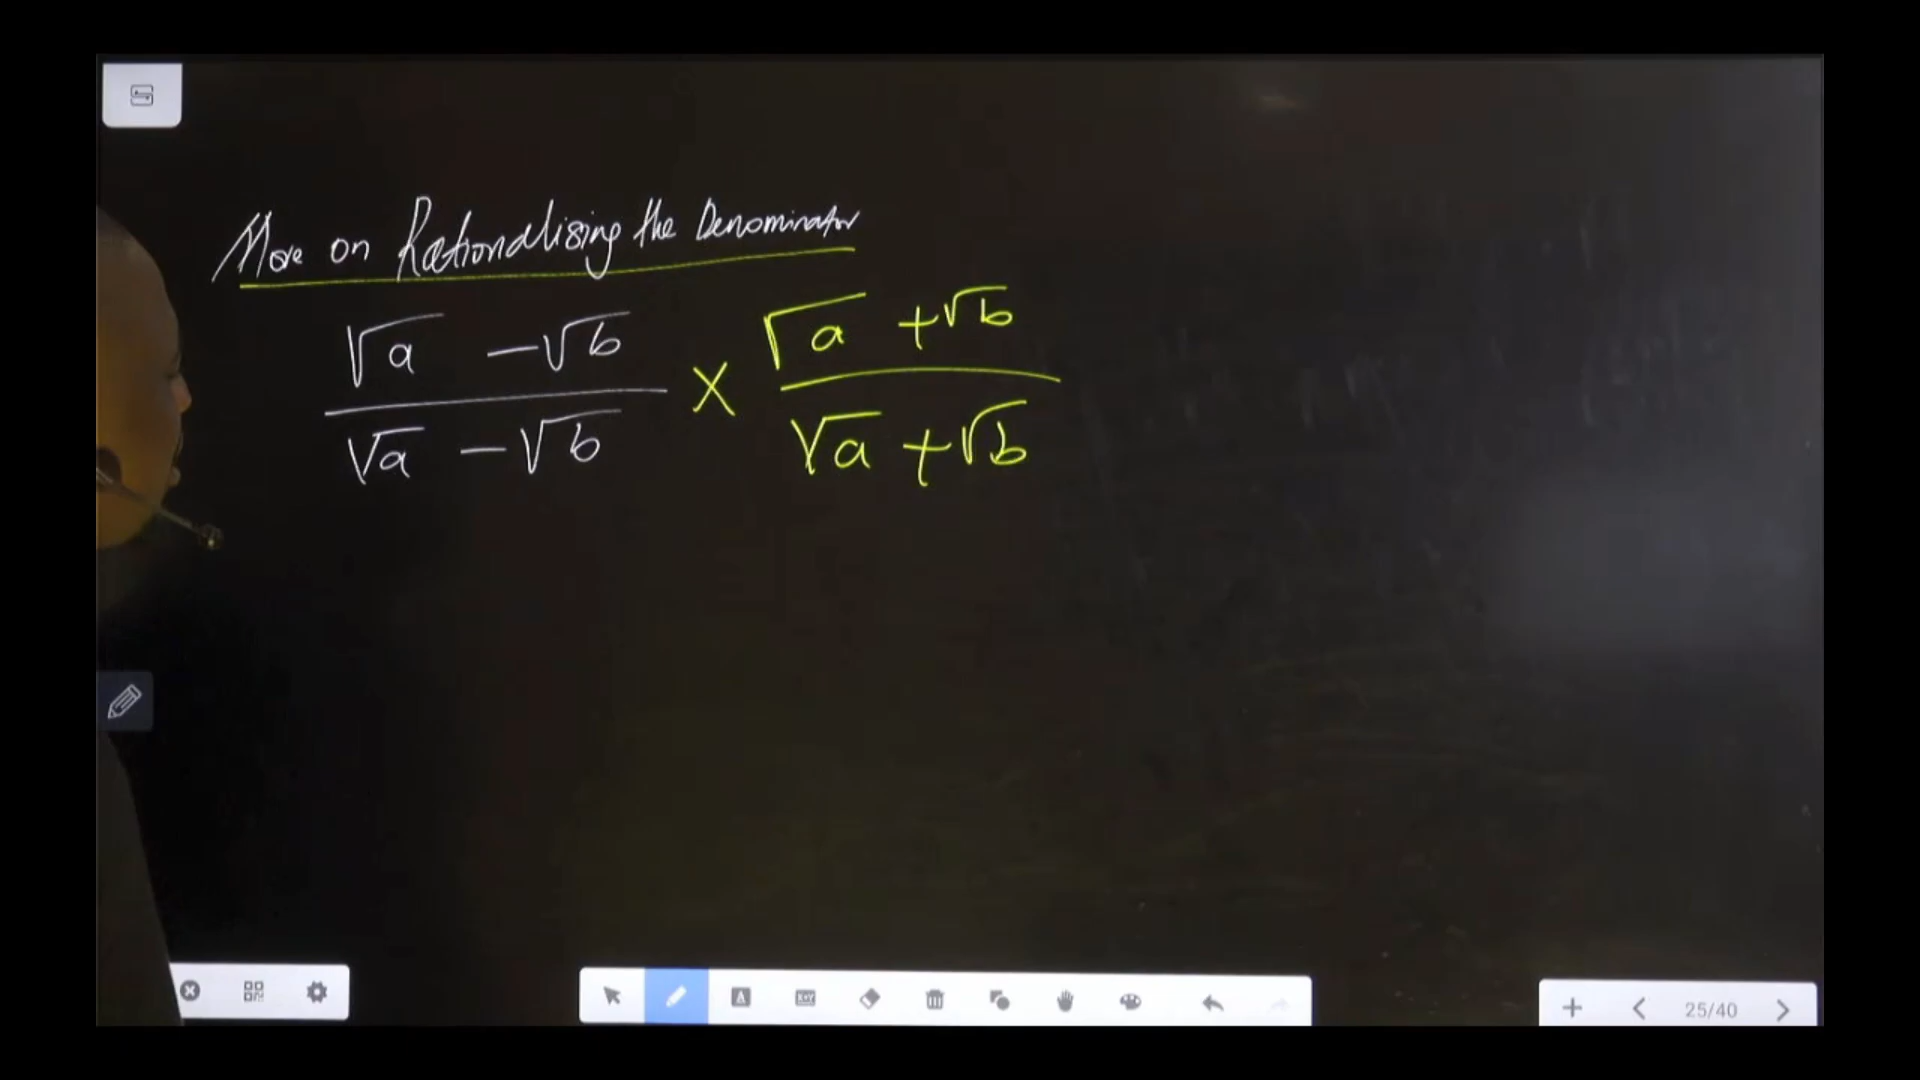 More on Rationalising the Denominator
√a - √b / √a - √b × √a + √b / √a + √b
25/40